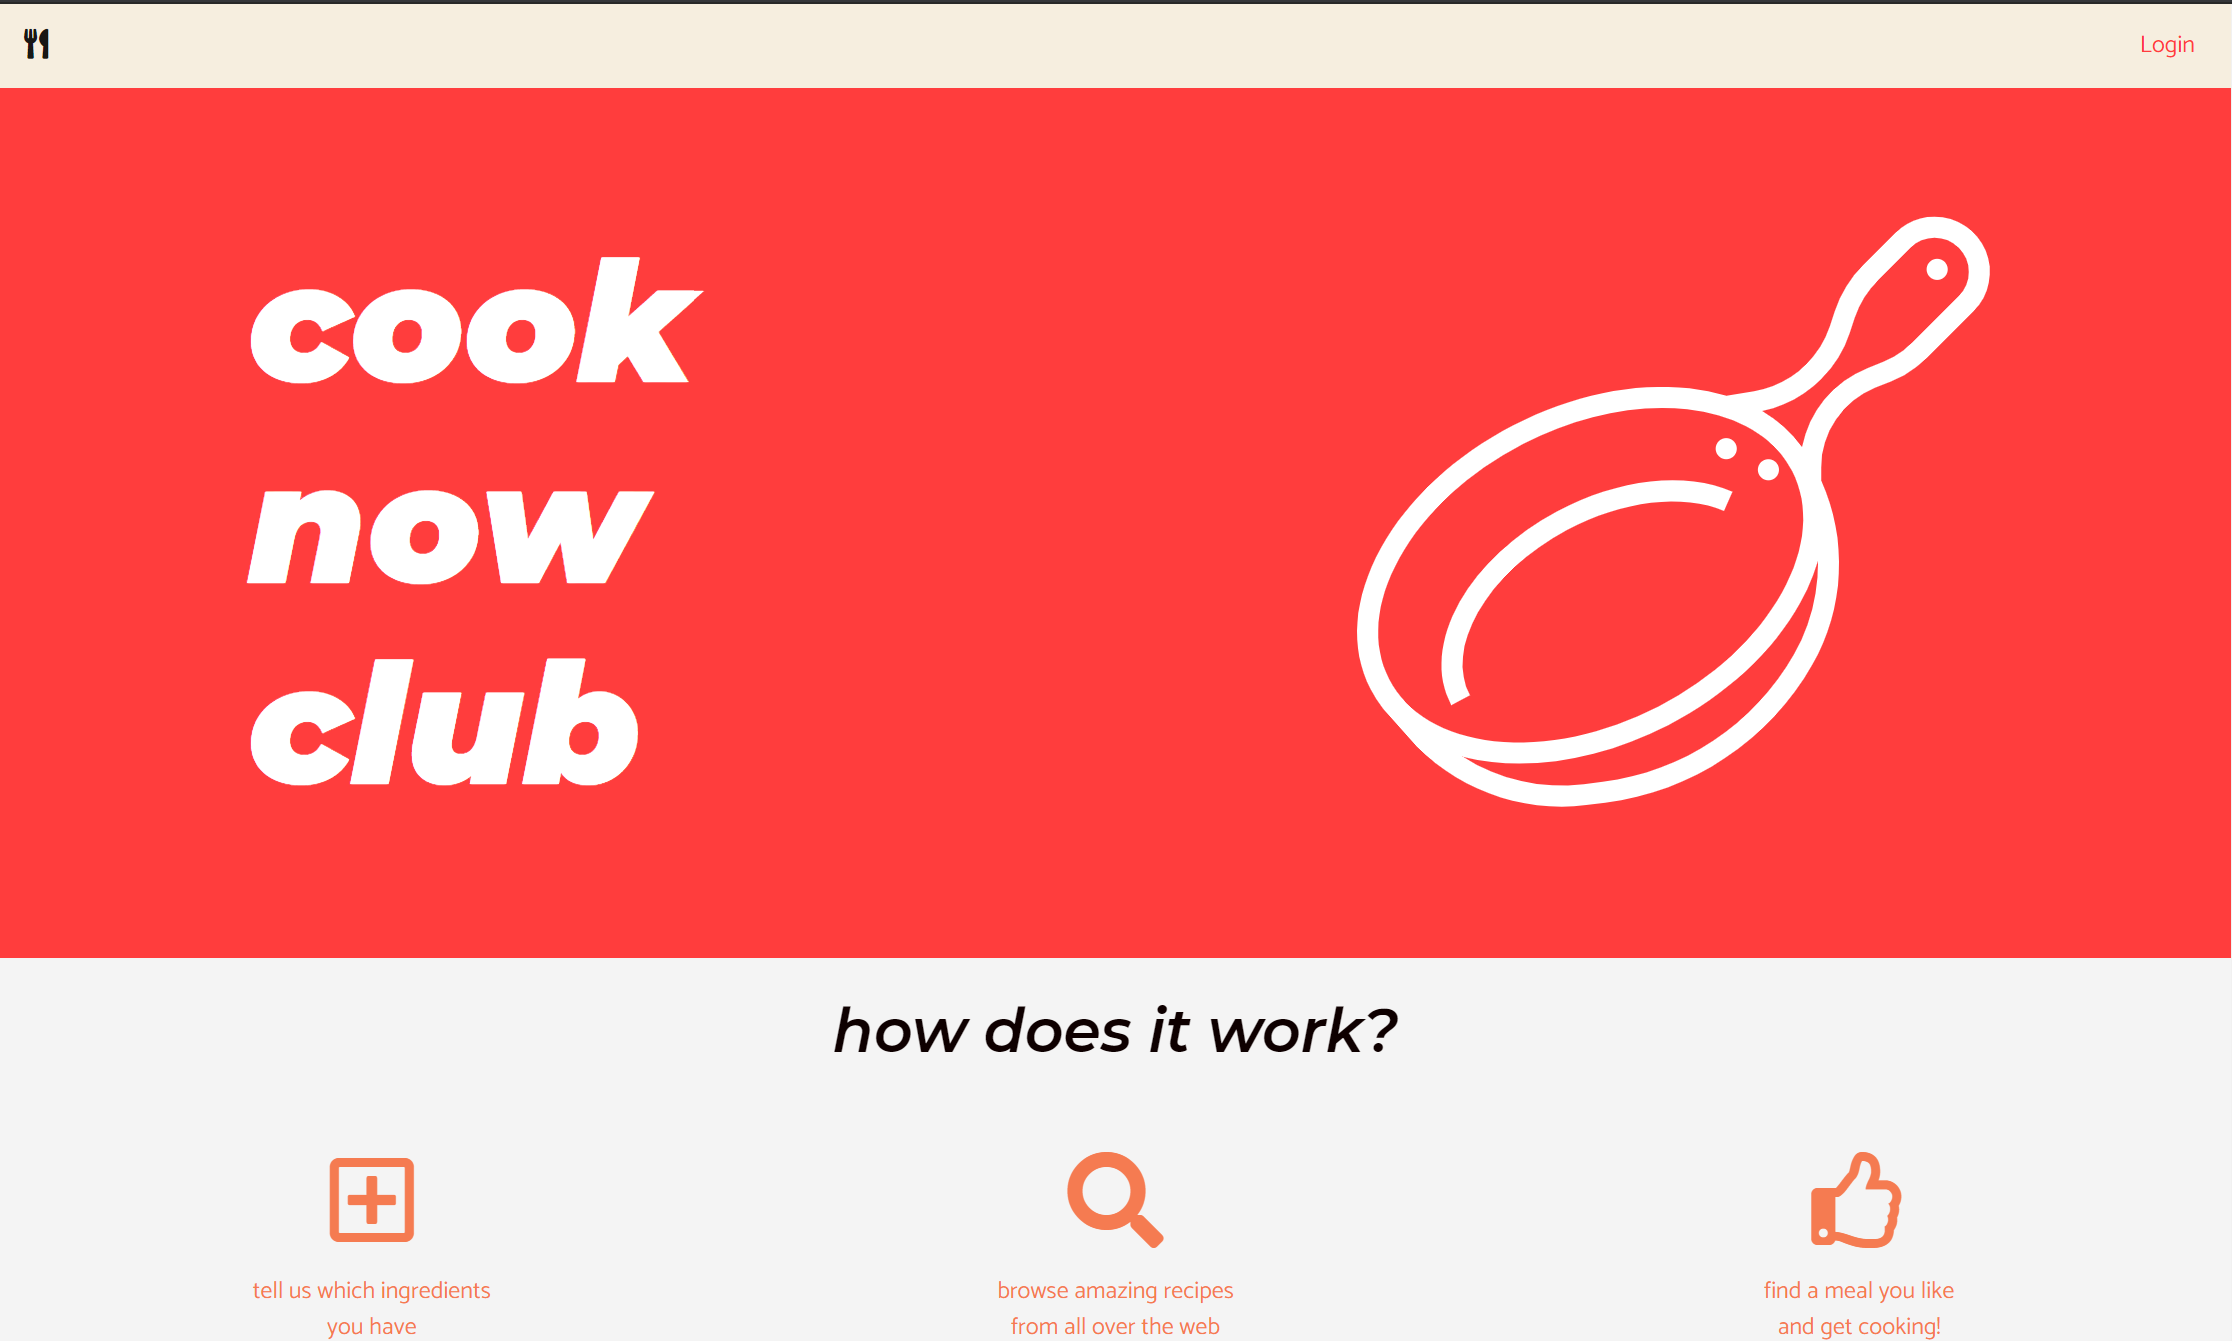 Login
cook
now
club
how does it work?
tell us which ingredients
you have
browse amazing recipes
from all over the web
find a meal you like
and get cooking!